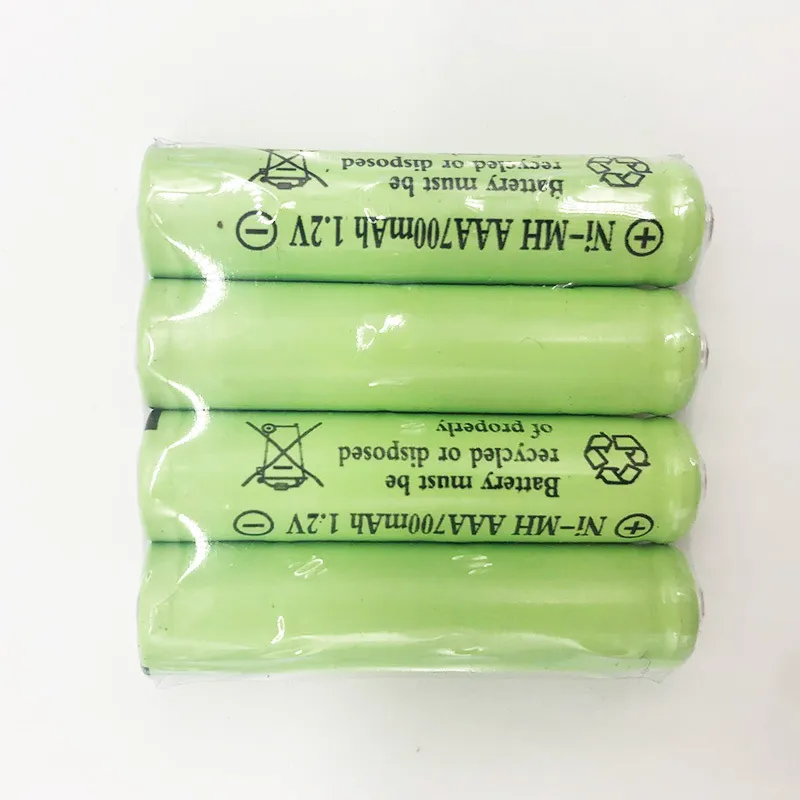 + Ni-MH AAA700mAh 1.2V −
Battery must be
recycled or disposed
of properly
+ Ni-MH AAA700mAh 1.2V −
Battery must be
recycled or disposed